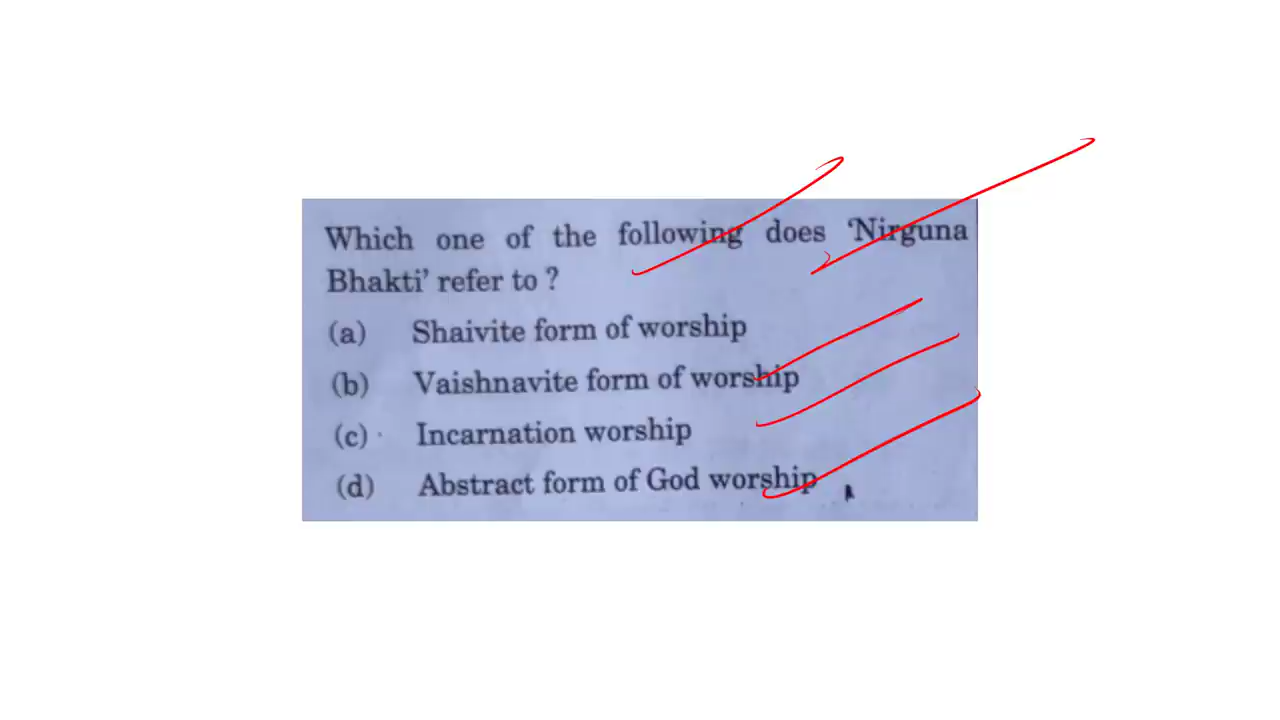 Which one of the following does 'Nirguna
Bhakti' refer to ?
(a) Shaivite form of worship
(b) Vaishnavite form of worship
(c) Incarnation worship
(d) Abstract form of God worship